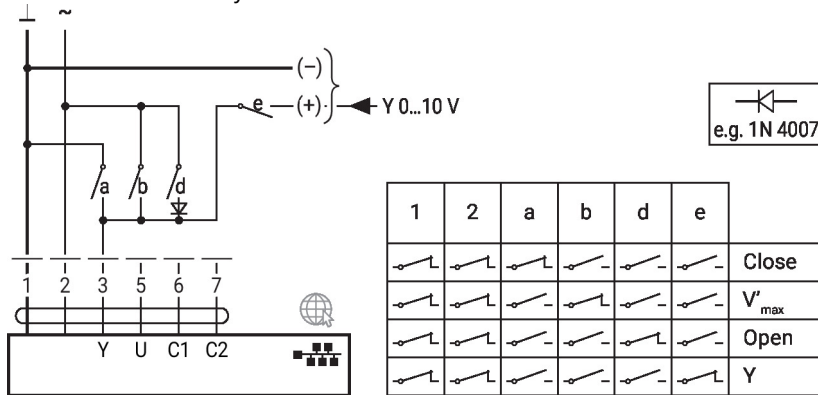 ⊥ ~
(–)
e (+) Y 0...10 V
a b d
e.g. 1N 4007
1 2 3 5 6 7
Y U C1 C2
1 2 a b d e
Close
V'max
Open
Y